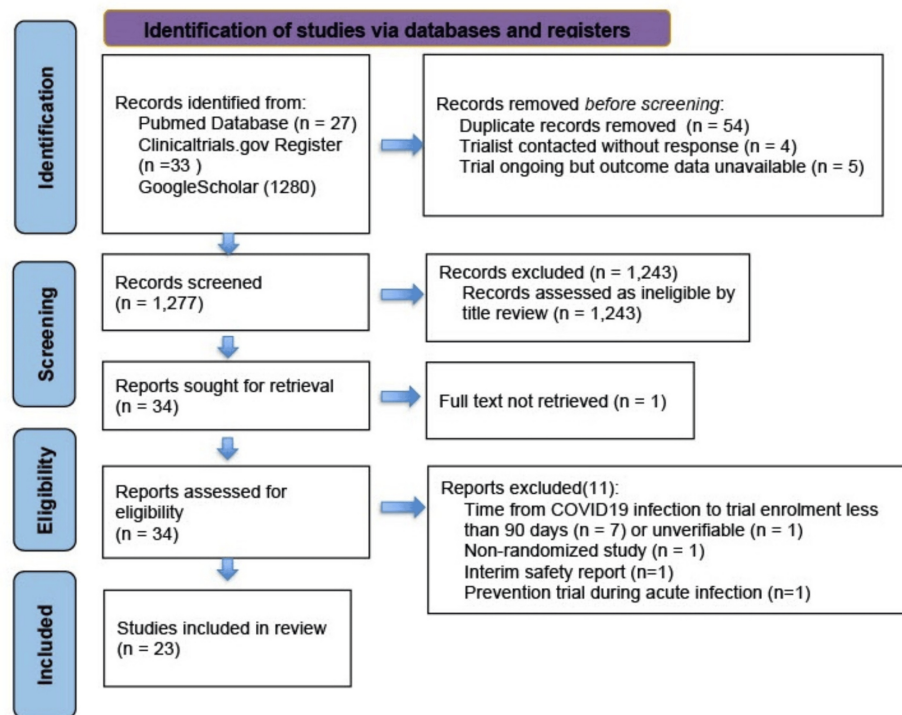 Identification of studies via databases and registers
Identification
Records identified from:
Pubmed Database (n = 27)
Clinicaltrials.gov Register
(n =33 )
GoogleScholar (1280)
Records removed before screening:
Duplicate records removed (n = 54)
Trialist contacted without response (n = 4)
Trial ongoing but outcome data unavailable (n = 5)
Screening
Records screened
(n = 1,277)
Records excluded (n = 1,243)
Records assessed as ineligible by
title review (n = 1,243)
Reports sought for retrieval
(n = 34)
Full text not retrieved (n = 1)
Eligibility
Reports assessed for
eligibility
(n = 34)
Reports excluded(11):
Time from COVID19 infection to trial enrolment less
than 90 days (n = 7) or unverifiable (n = 1)
Non-randomized study (n = 1)
Interim safety report (n=1)
Prevention trial during acute infection (n=1)
Included
Studies included in review
(n = 23)